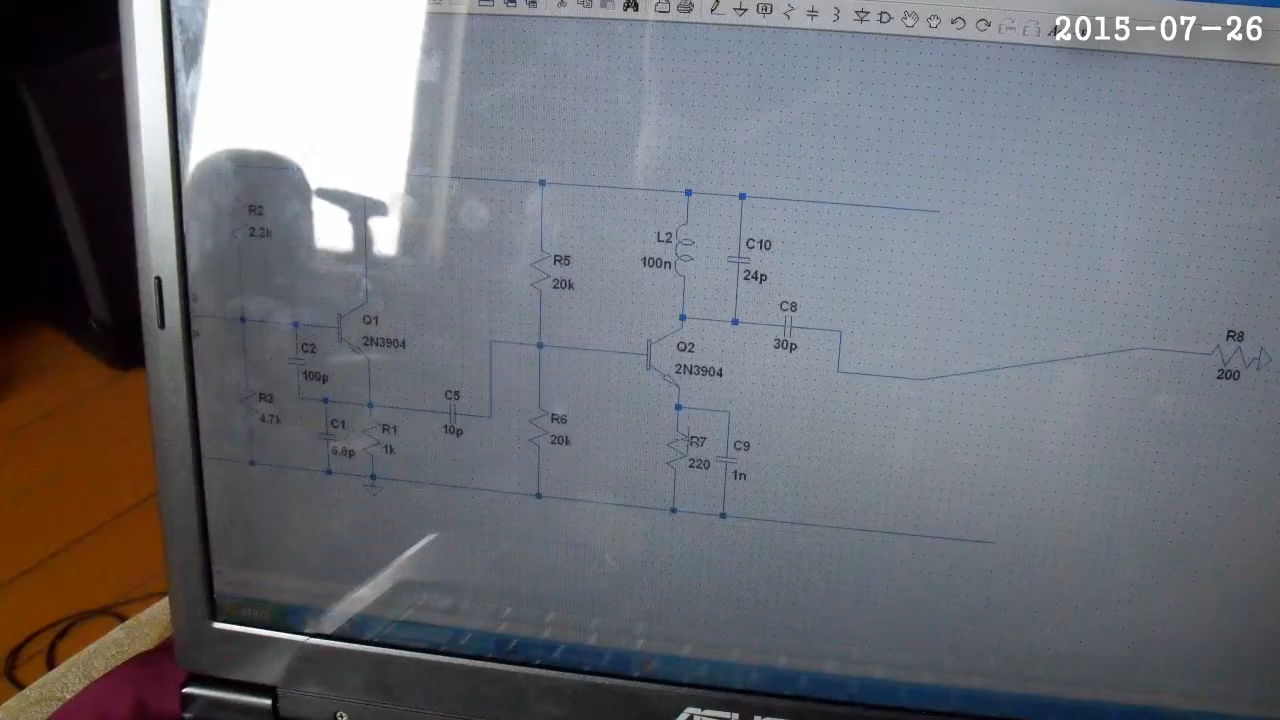 2015-07-26
R2
2.2k
R5
20k
L2
100n
C10
24p
Q1
2N3904
C8
30p
R8
200
C2
100p
Q2
2N3904
R3
4.7k
C1
6.8p
R1
1k
C5
10p
R6
20k
R7
220
C9
1n
ASUS